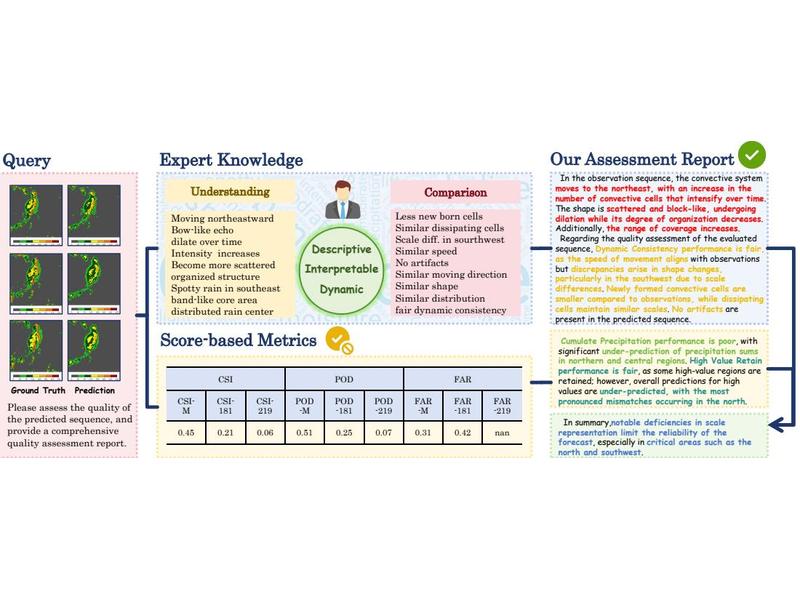 Query
Ground Truth Prediction
Please assess the quality of
the predicted sequence, and
provide a comprehensive
quality assessment report.
Expert Knowledge
Understanding
Moving northeastward
Bow-like echo
dilate over time
Intensity increases
Become more scattered
organized structure
Spotty rain in southeast
band-like core area
distributed rain center
Descriptive
Interpretable
Dynamic
Comparison
Less new born cells
Similar dissipating cells
Scale diff. in sourthwest
Similar speed
No artifacts
Similar moving direction
Similar shape
Similar distribution
fair dynamic consistency
Score-based Metrics
CSI POD FAR
CSI-M CSI-181 CSI-219 POD-M POD-181 POD-219 FAR-M FAR-181 FAR-219
0.45 0.21 0.06 0.51 0.25 0.07 0.31 0.42 nan
Our Assessment Report
In the observation sequence, the convective system
moves to the northeast, with an increase in the
number of convective cells that intensify over time.
The shape is scattered and block-like, undergoing
dilation while its degree of organization decreases.
Additionally, the range of coverage increases.
Regarding the quality assessment of the evaluated
sequence, Dynamic Consistency performance is fair,
as the speed of movement aligns with observations
but discrepancies arise in shape changes,
particularly in the southwest due to scale
differences. Newly formed convective cells are
smaller compared to observations, while dissipating
cells maintain similar scales. No artifacts are
present in the predicted sequence.
Cumulate Precipitation performance is poor, with
significant under-prediction of precipitation sums
in northern and central regions. High Value Retain
performance is fair, as some high-value regions are
retained; however, overall predictions for high
values are under-predicted, with the most
pronounced mismatches occurring in the north.
In summary,notable deficiencies in scale
representation limit the reliability of the
forecast, especially in critical areas such as the
north and southwest.